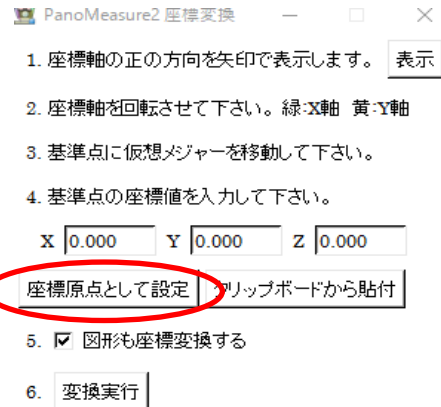 PanoMeasure2 座標変換
1. 座標軸の正の方向を矢印で表示します。 表示
2. 座標軸を回転させて下さい。緑:X軸 黄:Y軸
3. 基準点に仮想メジャーを移動して下さい。
4. 基準点の座標値を入力して下さい。
X 0.000 Y 0.000 Z 0.000
座標原点として設定 クリップボードから貼付
5. 図形も座標変換する
6. 変換実行